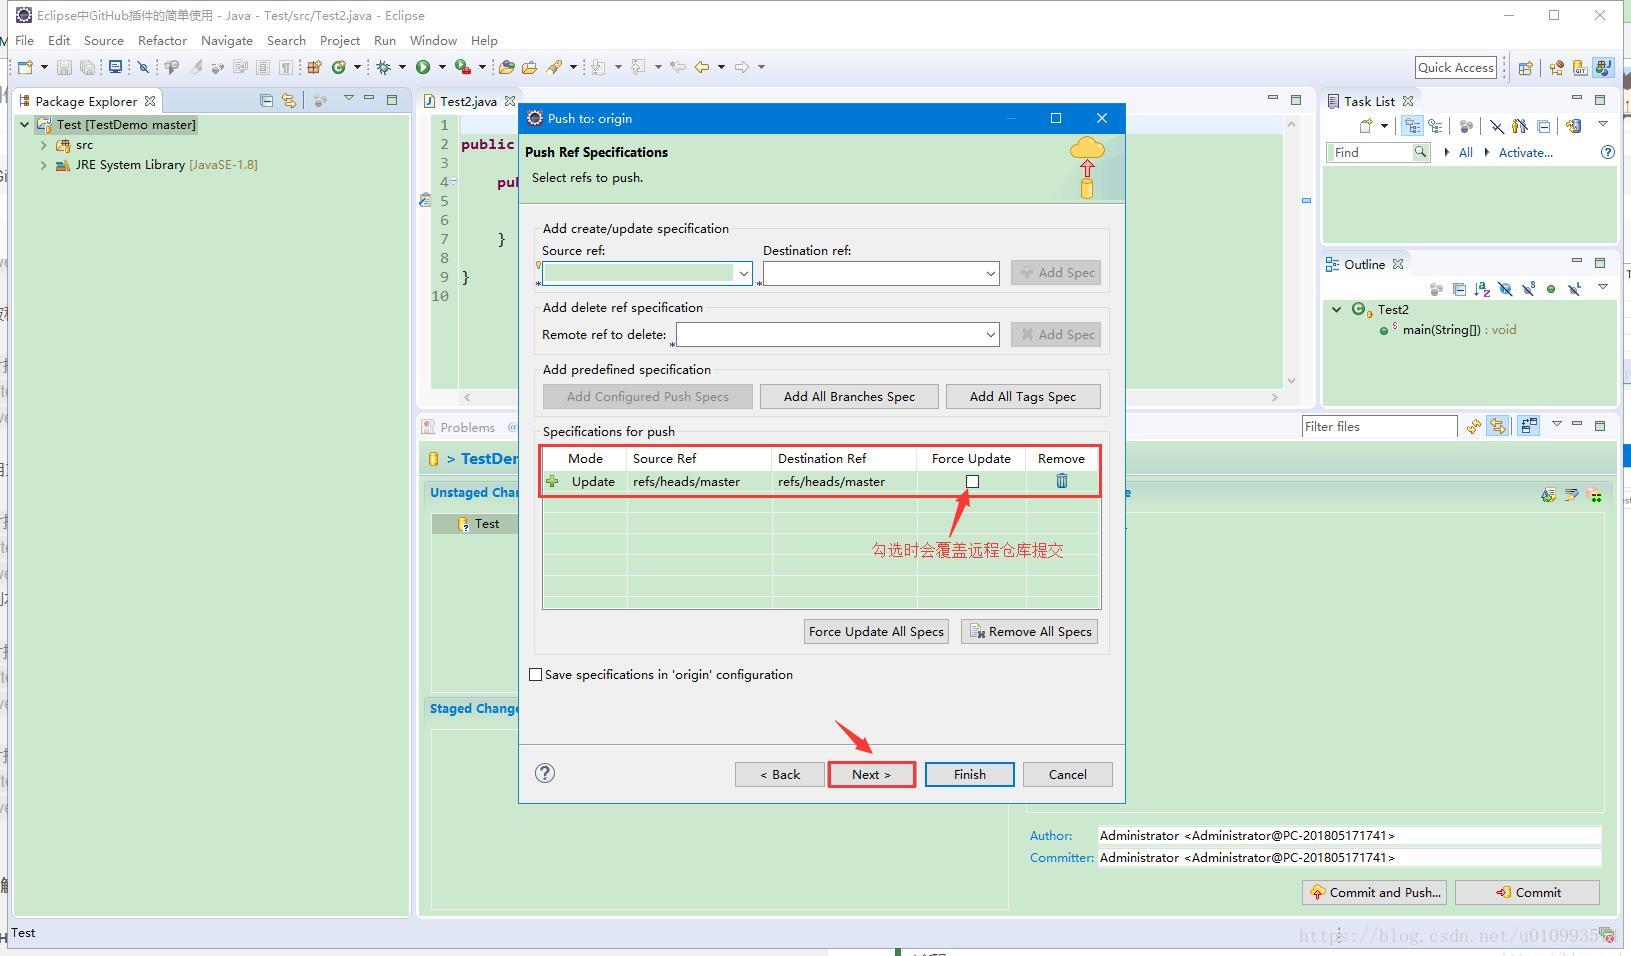 Eclipse中GitHub插件的简单使用 - Java - Test/src/Test2.java - Eclipse
File Edit Source Refactor Navigate Search Project Run Window Help
Quick Access
Package Explorer
Test [TestDemo master]
src
JRE System Library [JavaSE-1.8]
Test2.java
1
2 public
3
4 pul
5
6
7 }
8
9 }
10
Push to: origin
Push Ref Specifications
Select refs to push.
Add create/update specification
Source ref: Destination ref:
Add Spec
Add delete ref specification
Remote ref to delete: Add Spec
Add predefined specification
Add Configured Push Specs Add All Branches Spec Add All Tags Spec
Specifications for push
Mode Source Ref Destination Ref Force Update Remove
Update refs/heads/master refs/heads/master
勾选时会覆盖远程仓库提交
Force Update All Specs Remove All Specs
Save specifications in 'origin' configuration
< Back Next > Finish Cancel
Task List
Find All Activate...
Outline
Test2
main(String[]) : void
Problems @
Filter files
> TestDe
Unstaged Cha
Test
Staged Change
Author: Administrator <Administrator@PC-201805171741>
Committer: Administrator <Administrator@PC-201805171741>
Commit and Push... Commit
Test